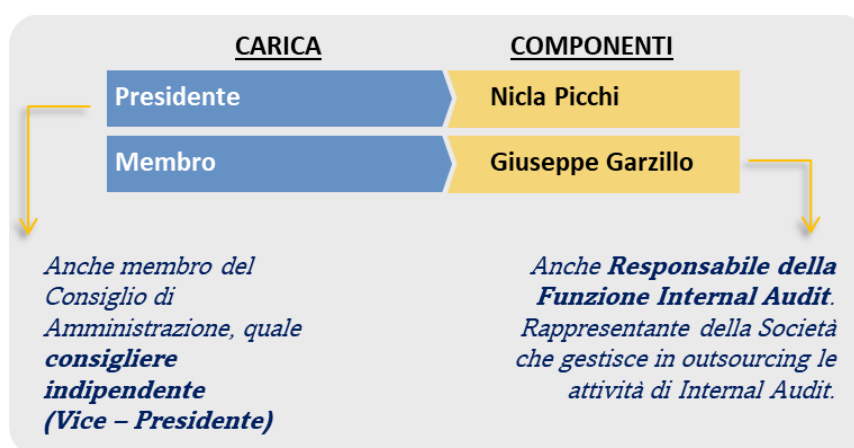 CARICA COMPONENTI
Presidente Nicla Picchi
Membro Giuseppe Garzillo
Anche membro del
Consiglio di
Amministrazione, quale
consigliere
indipendente
(Vice – Presidente)
Anche Responsabile della
Funzione Internal Audit.
Rappresentante della Società
che gestisce in outsourcing le
attività di Internal Audit.